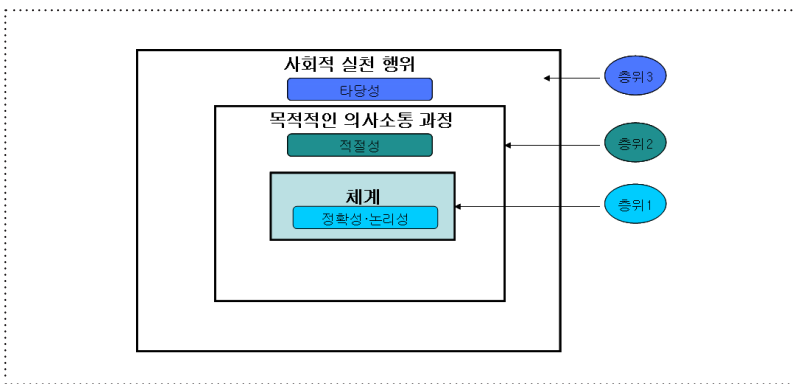 사회적 실천 행위
타당성
층위3
목적적인 의사소통 과정
적절성
층위2
체계
정확성·논리성
층위1